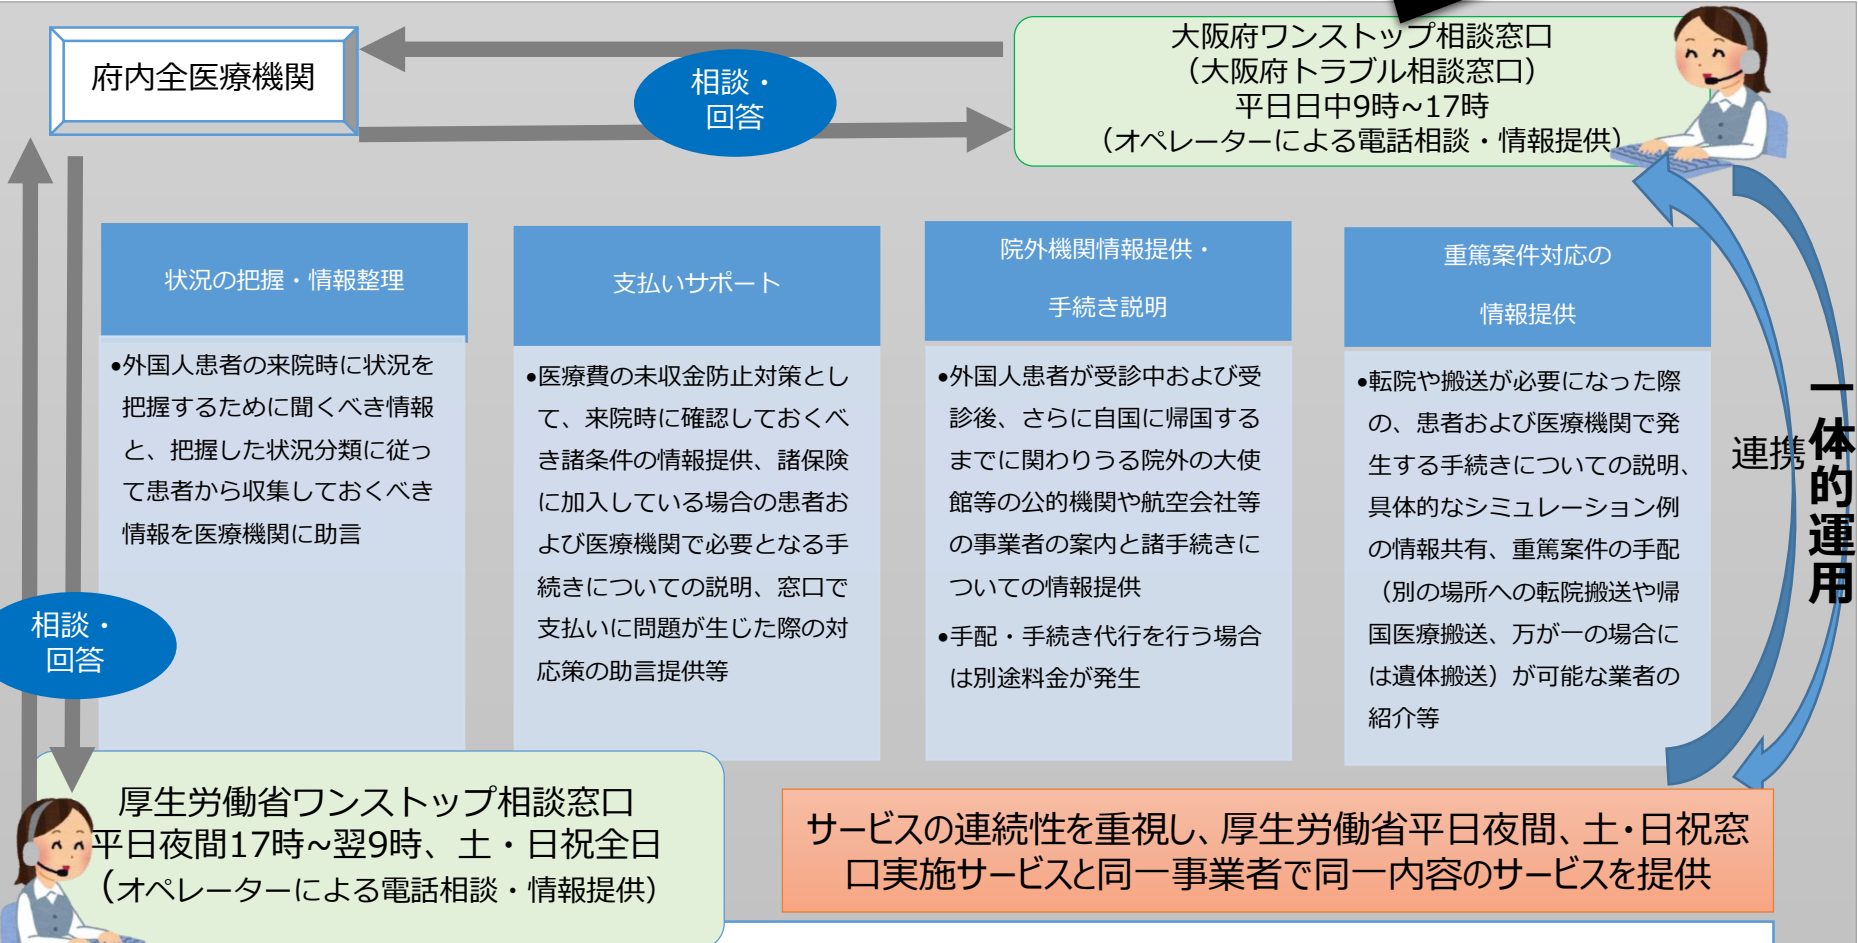 府内全医療機関
相談・
回答
大阪府ワンストップ相談窓口
（大阪府トラブル相談窓口）
平日日中9時~17時
（オペレーターによる電話相談・情報提供）
状況の把握・情報整理
•外国人患者の来院時に状況を
把握するために聞くべき情報
と、把握した状況分類に従っ
て患者から収集しておくべき
情報を医療機関に助言
支払いサポート
•医療費の未収金防止対策とし
て、来院時に確認しておくべ
き諸条件の情報提供、諸保険
に加入している場合の患者お
よび医療機関で必要となる手
続きについての説明、窓口で
支払いに問題が生じた際の対
応策の助言提供等
院外機関情報提供・
手続き説明
•外国人患者が受診中および受
診後、さらに自国に帰国する
までに関わりうる院外の大使
館等の公的機関や航空会社等
の事業者の案内と諸手続きに
ついての情報提供
•手配・手続き代行を行う場合
は別途料金が発生
重篤案件対応の
情報提供
•転院や搬送が必要になった際
の、患者および医療機関で発
生する手続きについての説明、
具体的なシミュレーション例
の情報共有、重篤案件の手配
（別の場所への転院搬送や帰
国医療搬送、万が一の場合に
は遺体搬送）が可能な業者の
紹介等
連携
一体的運用
相談・
回答
厚生労働省ワンストップ相談窓口
平日夜間17時~翌9時、土・日祝全日
（オペレーターによる電話相談・情報提供）
サービスの連続性を重視し、厚生労働省平日夜間、土・日祝窓
口実施サービスと同一事業者で同一内容のサービスを提供